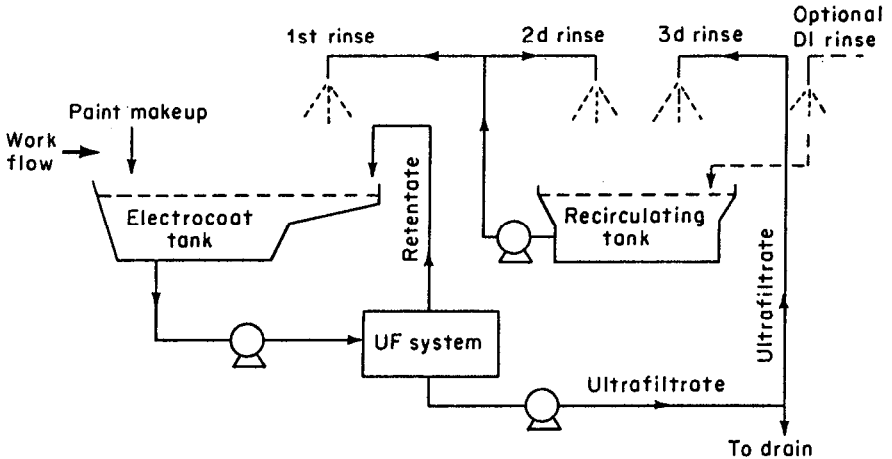 Optional
DI rinse
1st rinse
2d rinse
3d rinse
Paint makeup
Work
flow
Electrocoat
tank
Retentate
Recirculating
tank
Ultrafiltrate
UF system
Ultrafiltrate
To drain